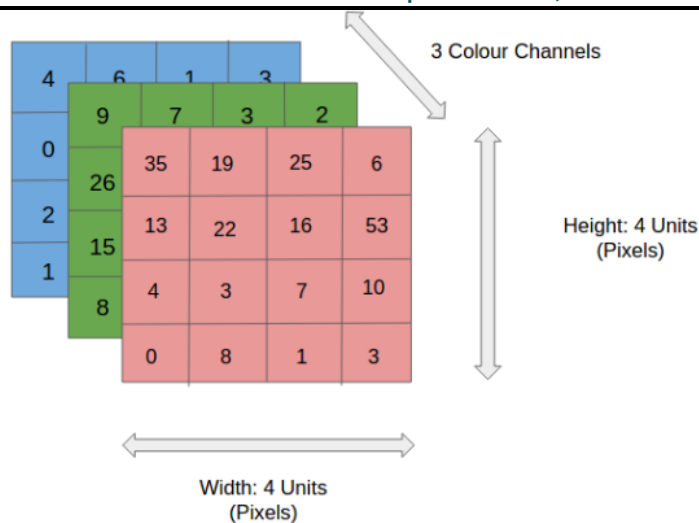 3 Colour Channels
4 6 1 3
9 7 3 2
0
35 19 25 6
26
13 22 16 53
2
15
4 3 7 10
1
8
0 8 1 3
Height: 4 Units
(Pixels)
Width: 4 Units
(Pixels)